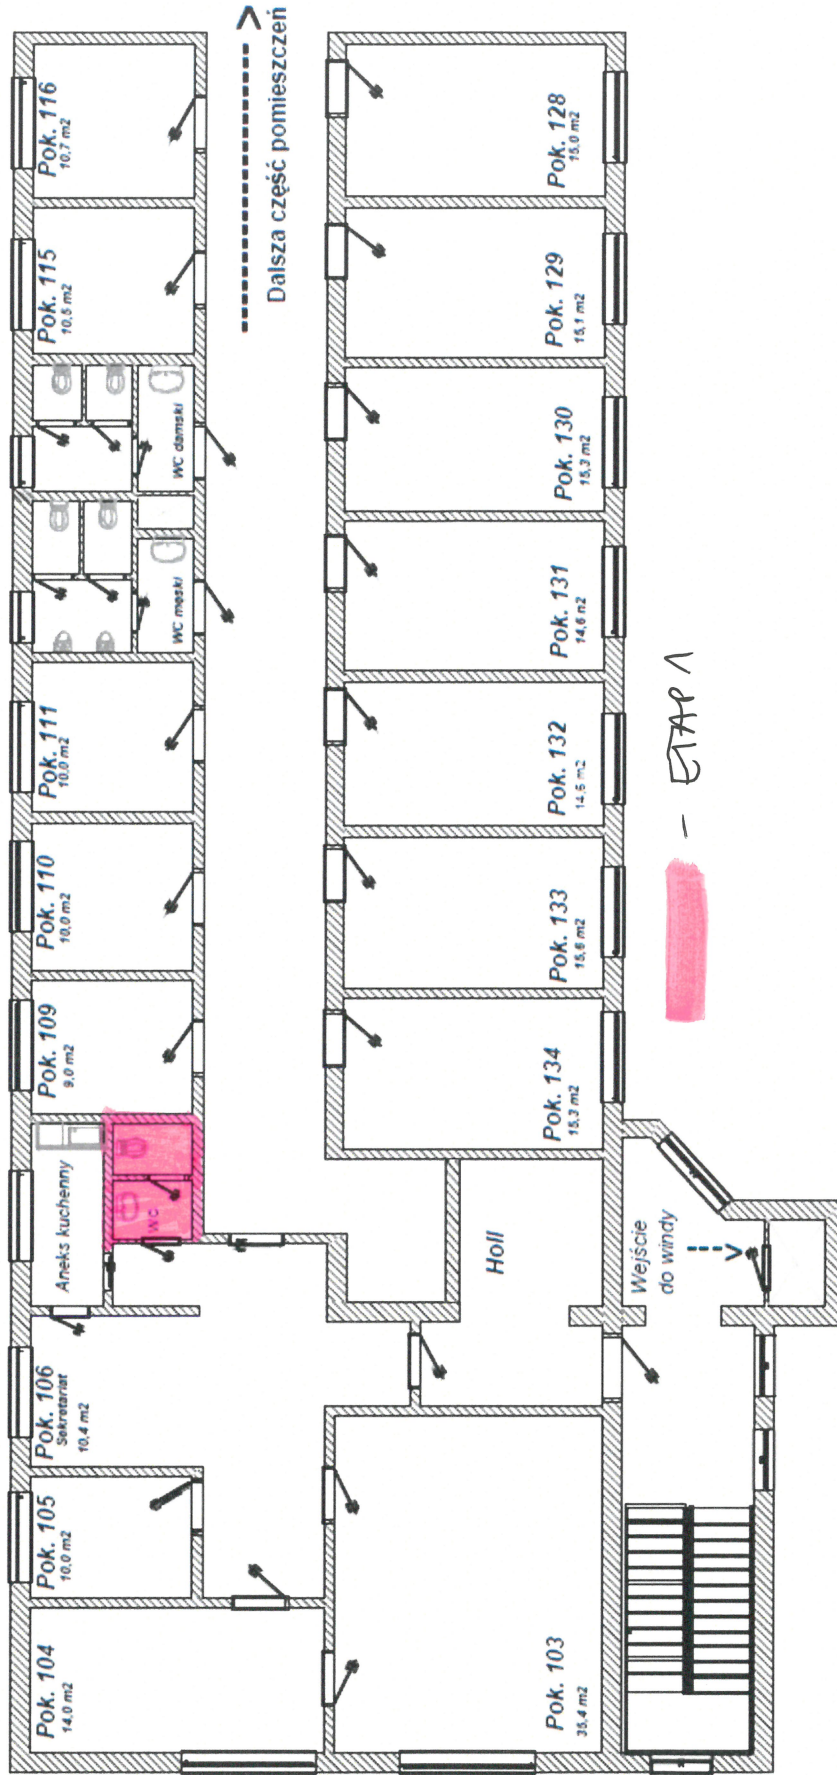 Pok. 104
14,0 m2
Pok. 105
10,0 m2
Pok. 106
Sekretariat
10,4 m2
Aneks kuchenny
WC
Pok. 109
9,0 m2
Pok. 110
10,0 m2
Pok. 111
10,0 m2
WC męski
WC damski
Pok. 115
10,5 m2
Pok. 116
10,7 m2
Dalsza część pomieszczeń
Pok. 103
35,4 m2
Holl
Pok. 134
15,3 m2
Pok. 133
15,6 m2
Pok. 132
14,6 m2
Pok. 131
14,6 m2
Pok. 130
15,3 m2
Pok. 129
15,1 m2
Pok. 128
15,0 m2
Wejście
do windy
- ETAP 1